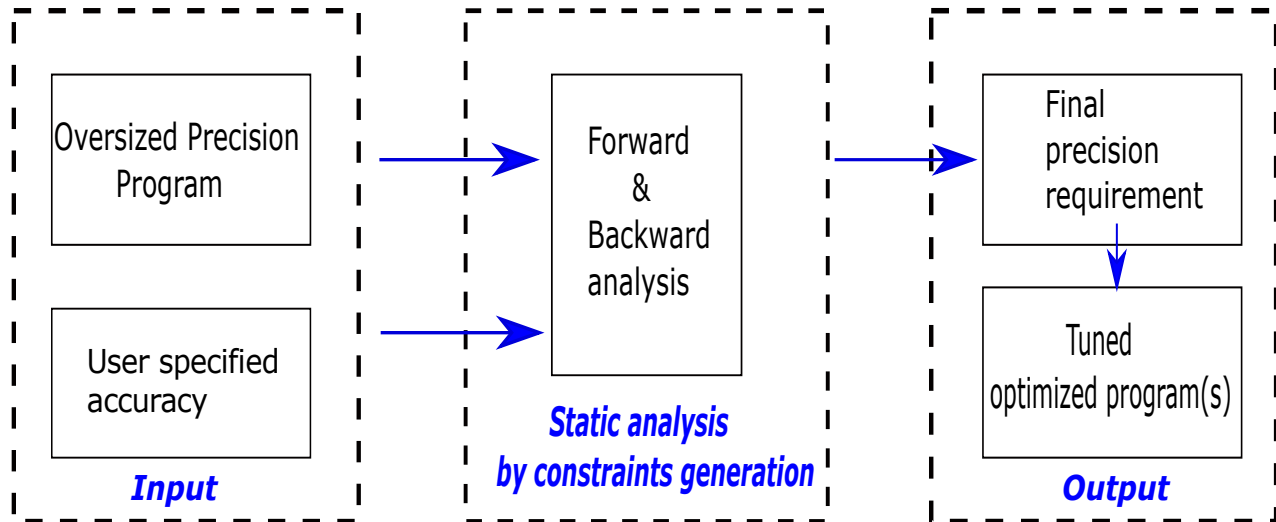 Oversized Precision
Program
User specified
accuracy
Input
Forward
&
Backward
analysis
Static analysis
by constraints generation
Final
precision
requirement
Tuned
optimized program(s)
Output